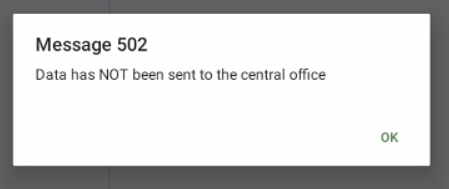 Message 502
Data has NOT been sent to the central office
OK